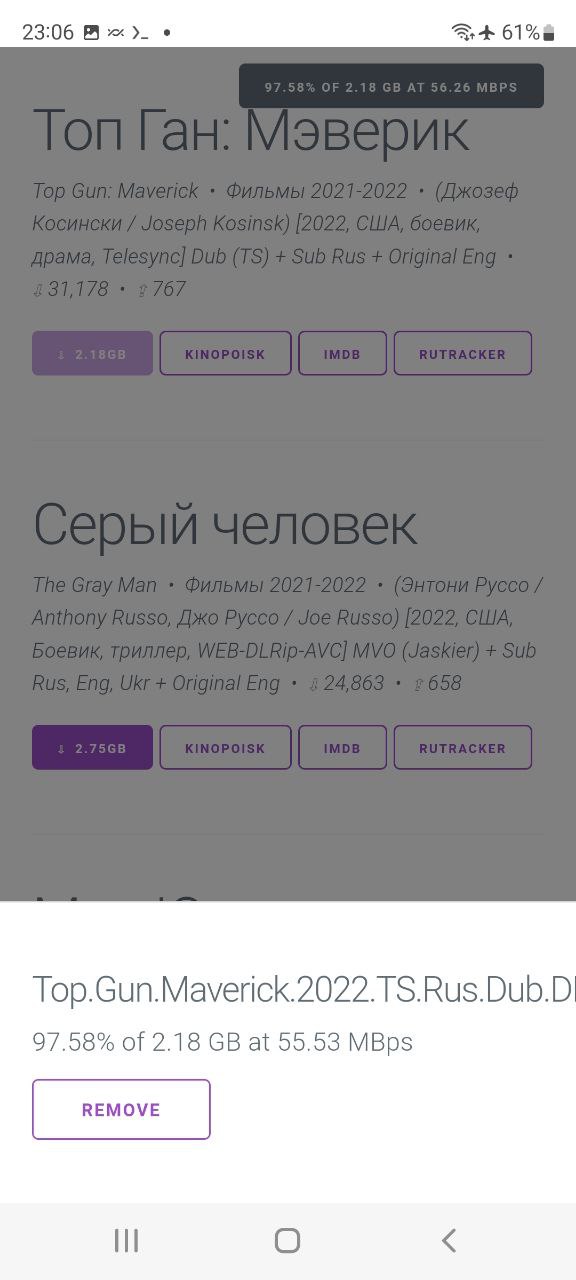 23:06 61%
97.58% OF 2.18 GB AT 56.26 MBPS
Топ Ган: Мэверик
Top Gun: Maverick • Фильмы 2021-2022 • (Джозеф
Косински / Joseph Kosinsk) [2022, США, боевик,
драма, Telesync] Dub (TS) + Sub Rus + Original Eng •
⇩ 31,178 • ⇧ 767
⇩ 2.18GB KINOPOISK IMDB RUTRACKER
Серый человек
The Gray Man • Фильмы 2021-2022 • (Энтони Руссо /
Anthony Russo, Джо Руссо / Joe Russo) [2022, США,
Боевик, триллер, WEB-DLRip-AVC] MVO (Jaskier) + Sub
Rus, Eng, Ukr + Original Eng • ⇩ 24,863 • ⇧ 658
⇩ 2.75GB KINOPOISK IMDB RUTRACKER
Top.Gun.Maverick.2022.TS.Rus.Dub.D
97.58% of 2.18 GB at 55.53 MBps
REMOVE